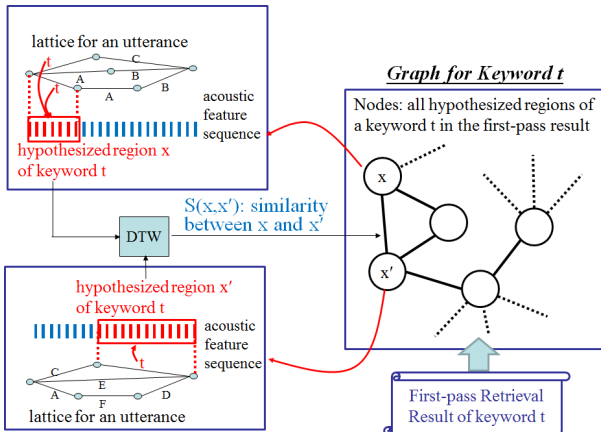 lattice for an utterance
t
C
B
A
t
A
B
acoustic
feature
sequence
hypothesized region x
of keyword t
S(x,x'): similarity
between x and x'
DTW
hypothesized region x'
of keyword t
acoustic
feature
sequence
t
C
E
A
F
D
lattice for an utterance
Graph for Keyword t
Nodes: all hypothesized regions of
a keyword t in the first-pass result
x
x'
First-pass Retrieval
Result of keyword t